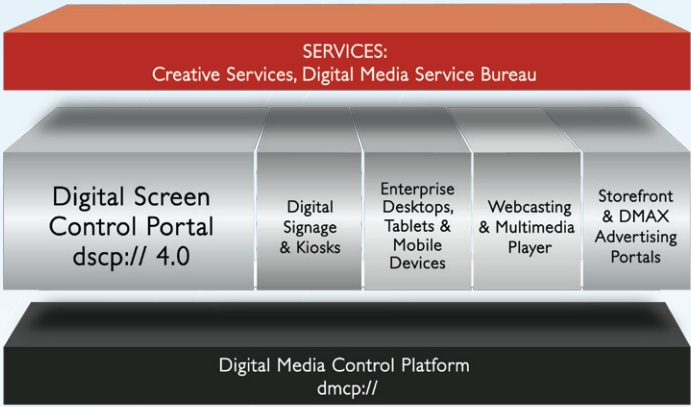 SERVICES:
Creative Services, Digital Media Service Bureau
Digital Screen
Control Portal
dscp:// 4.0
Digital
Signage
& Kiosks
Enterprise
Desktops,
Tablets &
Mobile
Devices
Webcasting
& Multimedia
Player
Storefront
& DMAX
Advertising
Portals
Digital Media Control Platform
dmcp://